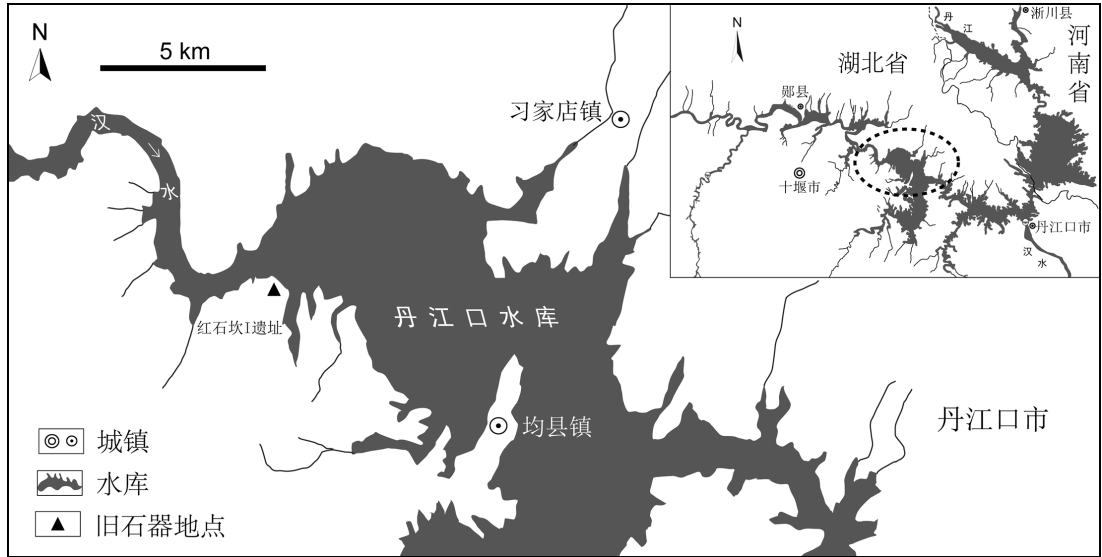 N
5 km
汉
↓
水
习家店镇
红石坎I遗址
丹江口水库
均县镇
丹江口市
城镇
水库
旧石器地点
N
湖北省
河南省
淅川县
丹江
郧县
十堰市
丹江口市
汉水